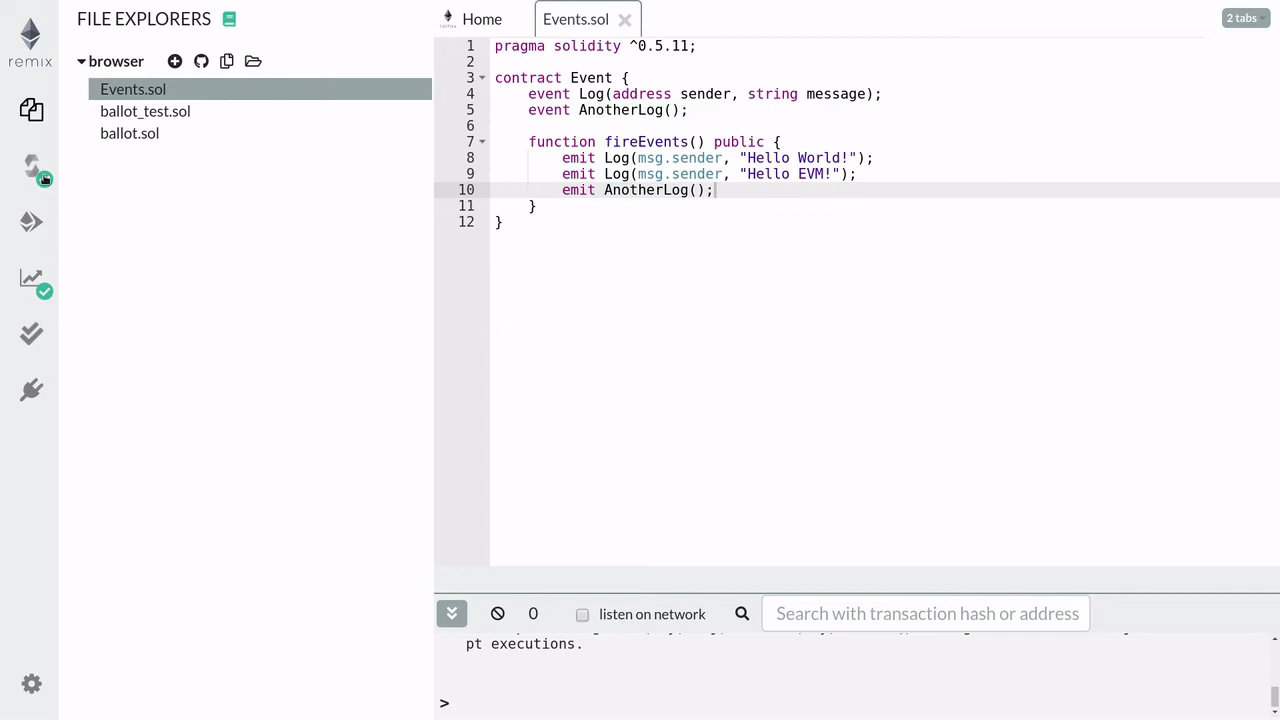 remix
FILE EXPLORERS
browser
Events.sol
ballot_test.sol
ballot.sol
remix
Home
Events.sol
2 tabs
1 pragma solidity ^0.5.11;
2
3 contract Event {
4     event Log(address sender, string message);
5     event AnotherLog();
6
7     function fireEvents() public {
8         emit Log(msg.sender, "Hello World!");
9         emit Log(msg.sender, "Hello EVM!");
10         emit AnotherLog();
11     }
12 }
0
listen on network
Search with transaction hash or address
pt executions.
>